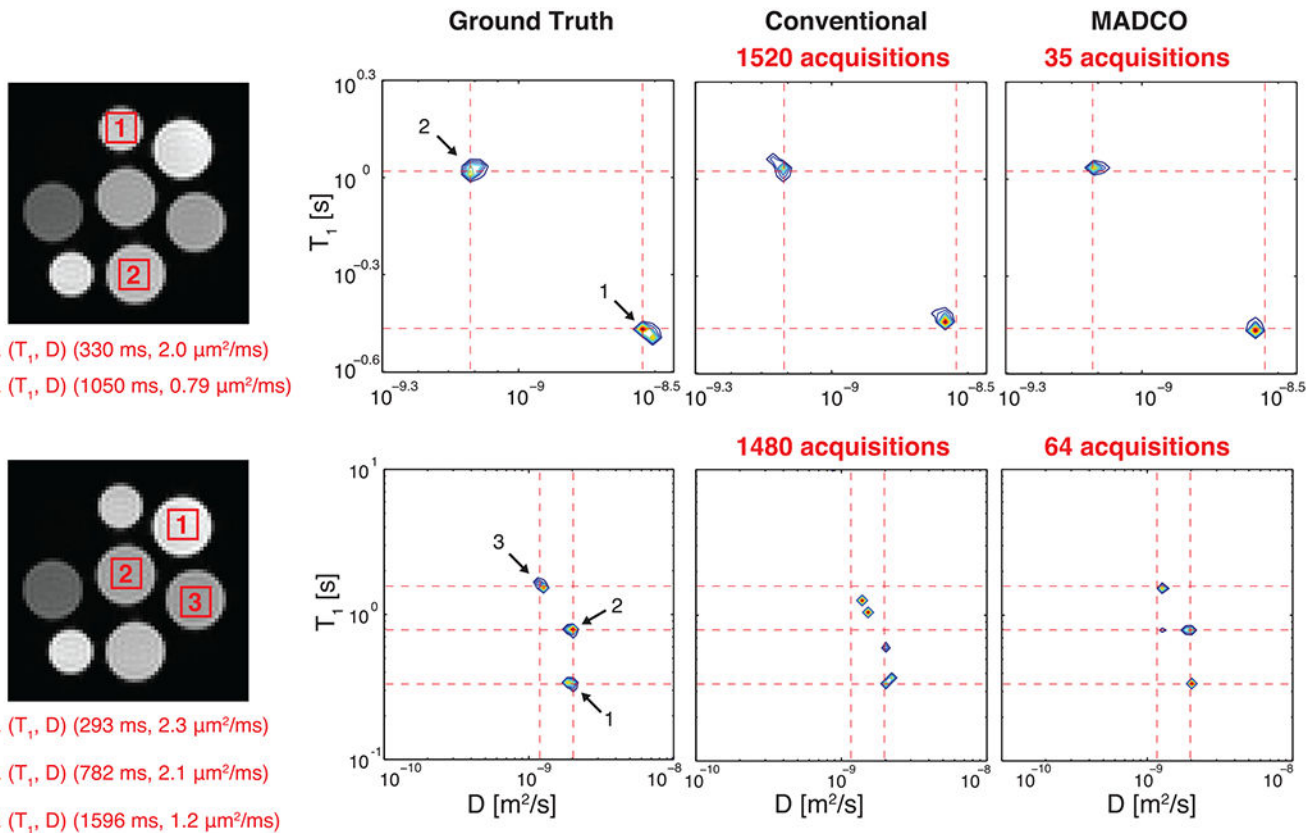 Ground Truth
Conventional
MADCO
1520 acquisitions
35 acquisitions
1
2
. (T₁, D) (330 ms, 2.0 µm²/ms)
. (T₁, D) (1050 ms, 0.79 µm²/ms)
T₁ [s]
10^0.3
10^0
10^-0.3
10^-0.6
2
1
10^-9.3
10^-9
10^-8.5
10^-9.3
10^-9
10^-8.5
10^-9.3
10^-9
10^-8.5
1480 acquisitions
64 acquisitions
1
2
3
. (T₁, D) (293 ms, 2.3 µm²/ms)
. (T₁, D) (782 ms, 2.1 µm²/ms)
. (T₁, D) (1596 ms, 1.2 µm²/ms)
T₁ [s]
10^1
10^0
10^-1
3
2
1
10^-10
10^-9
10^-8
10^-10
10^-9
10^-8
10^-10
10^-9
10^-8
D [m²/s]
D [m²/s]
D [m²/s]